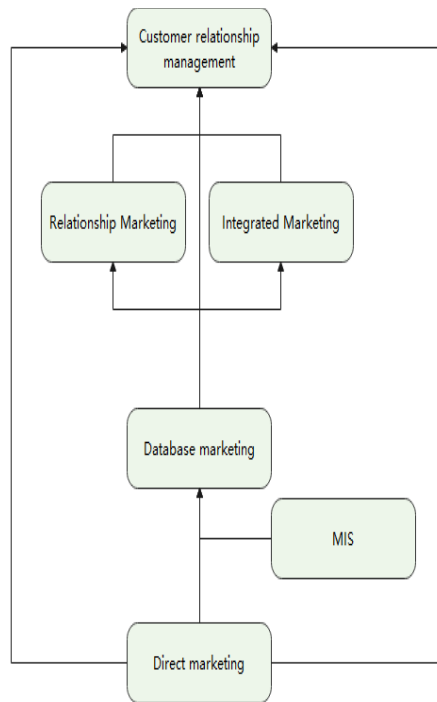 Customer relationship
management
Relationship Marketing
Integrated Marketing
Database marketing
MIS
Direct marketing